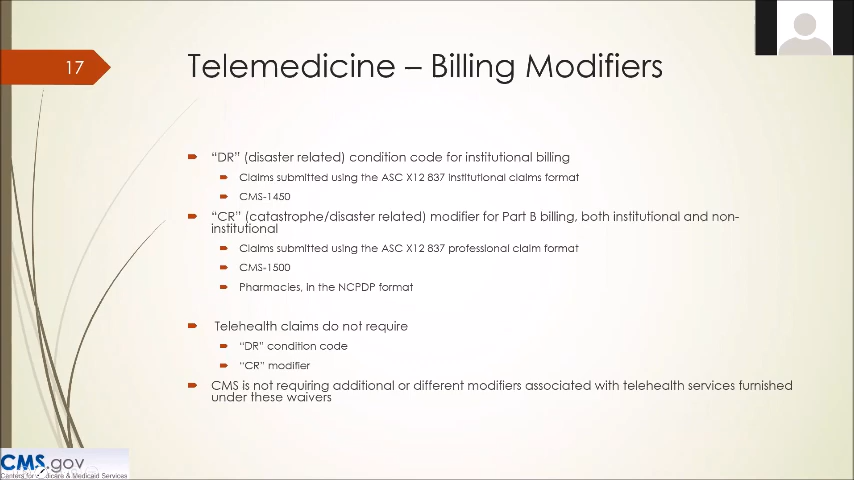 17
Telemedicine – Billing Modifiers
“DR” (disaster related) condition code for institutional billing
Claims submitted using the ASC X12 837 institutional claims format
CMS-1450
“CR” (catastrophe/disaster related) modifier for Part B billing, both institutional and non-
institutional
Claims submitted using the ASC X12 837 professional claim format
CMS-1500
Pharmacies, in the NCPDP format
Telehealth claims do not require
“DR” condition code
“CR” modifier
CMS is not requiring additional or different modifiers associated with telehealth services furnished
under these waivers
CMS.gov
Centers for Medicare & Medicaid Services